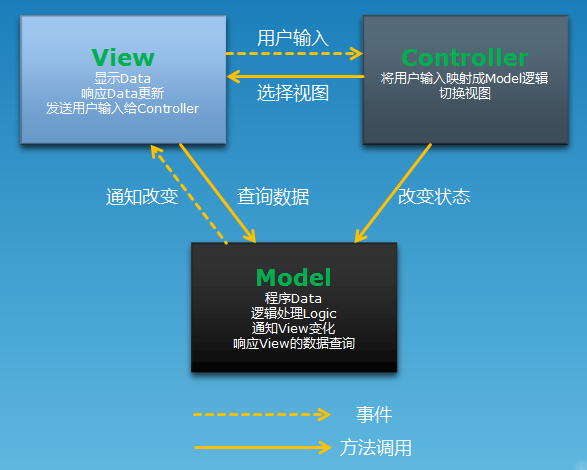 View
显示Data
响应Data更新
发送用户输入给Controller
用户输入
选择视图
Controller
将用户输入映射成Model逻辑
切换视图
通知改变
查询数据
改变状态
Model
程序Data
逻辑处理Logic
通知View变化
响应View的数据查询
事件
方法调用